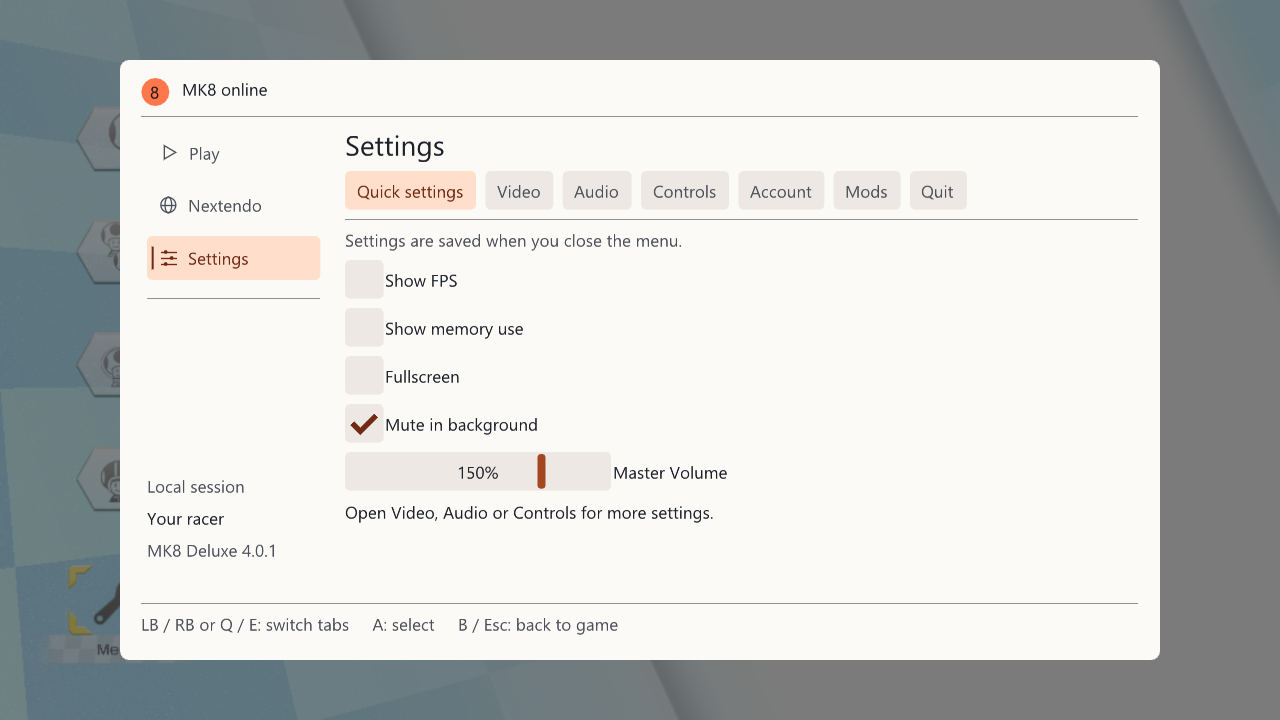 8 MK8 online
Play
Nextendo
Settings
Local session
Your racer
MK8 Deluxe 4.0.1
Settings
Quick settings Video Audio Controls Account Mods Quit
Settings are saved when you close the menu.
Show FPS
Show memory use
Fullscreen
Mute in background
150% Master Volume
Open Video, Audio or Controls for more settings.
LB / RB or Q / E: switch tabs A: select B / Esc: back to game